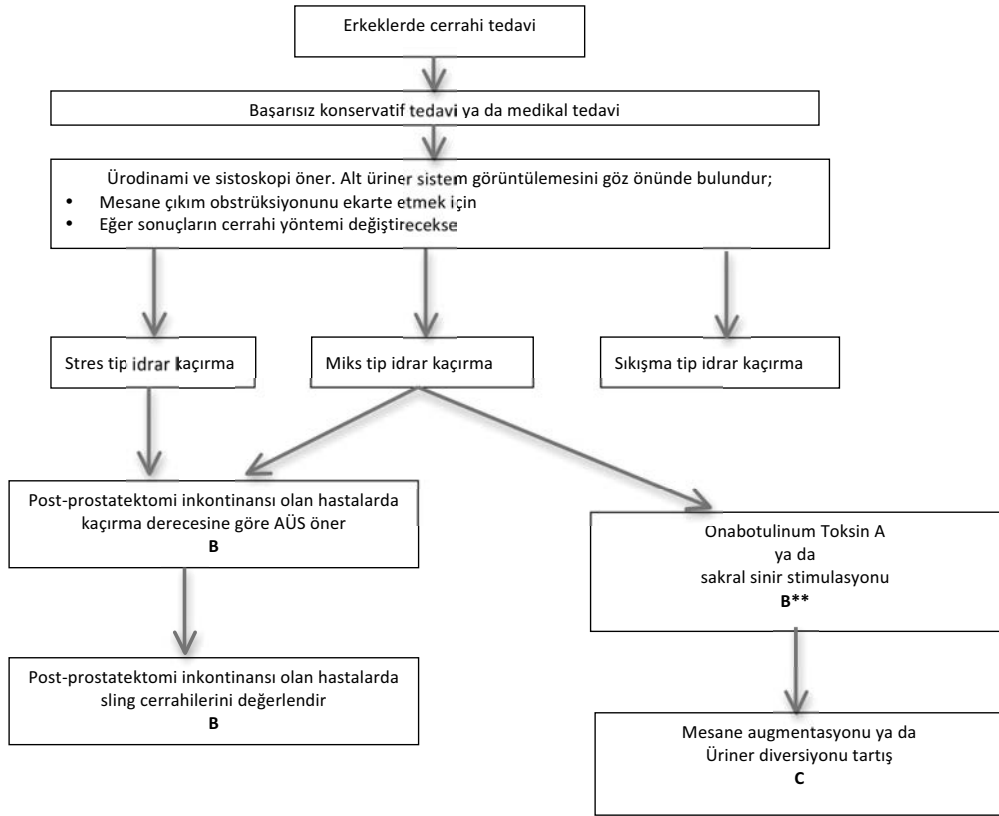 Erkeklerde cerrahi tedavi
Başarısız konservatif tedavi ya da medikal tedavi
Ürodinami ve sistoskopi öner. Alt üriner sistem görüntülemesini göz önünde bulundur;
• Mesane çıkım obstrüksiyonunu ekarte etmek için
• Eğer sonuçların cerrahi yöntemi değiştirecekse
Stres tip idrar kaçırma
Miks tip idrar kaçırma
Sıkışma tip idrar kaçırma
Post-prostatektomi inkontinansı olan hastalarda
kaçırma derecesine göre AÜS öner
B
Onabotulinum Toksin A
ya da
sakral sinir stimulasyonu
B**
Post-prostatektomi inkontinansı olan hastalarda
sling cerrahilerini değerlendir
B
Mesane augmentasyonu ya da
Üriner diversiyonu tartış
C